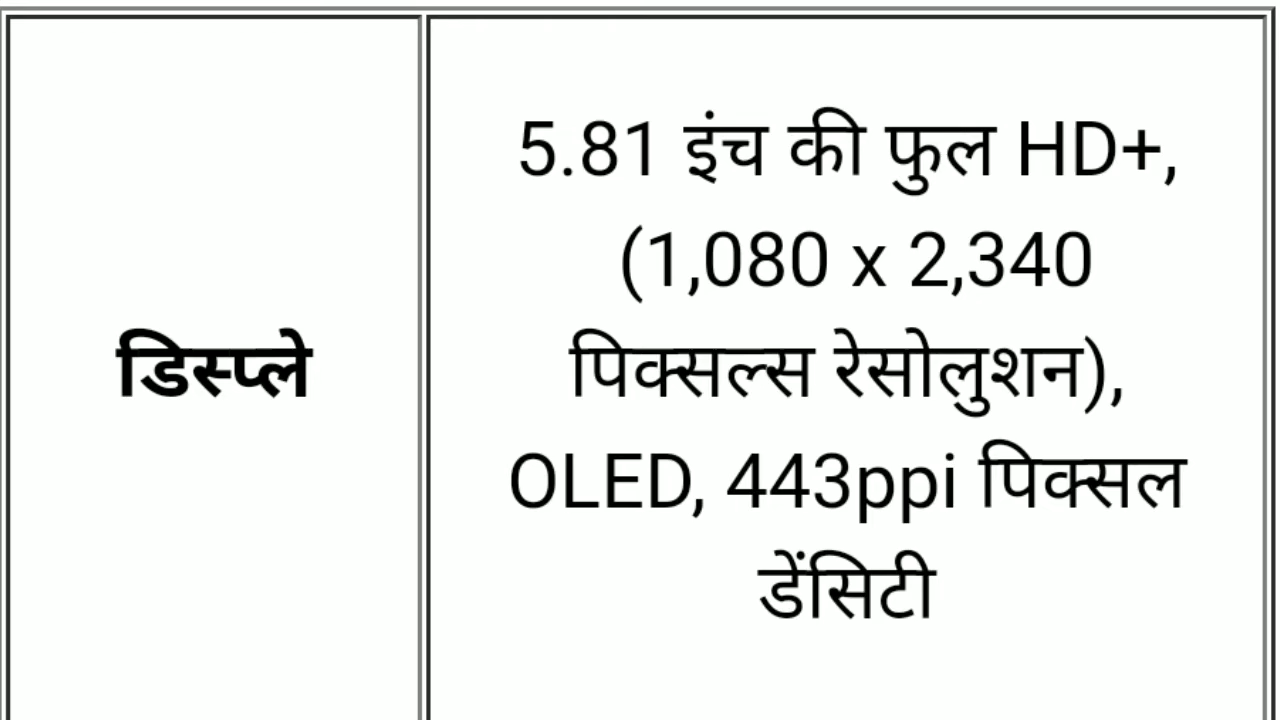 डिस्प्ले
5.81 इंच की फुल HD+,
(1,080 x 2,340
पिक्सल्स रेसोलुशन),
OLED, 443ppi पिक्सल
डेंसिटी